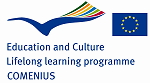 Education and Culture
Lifelong learning programme
COMENIUS